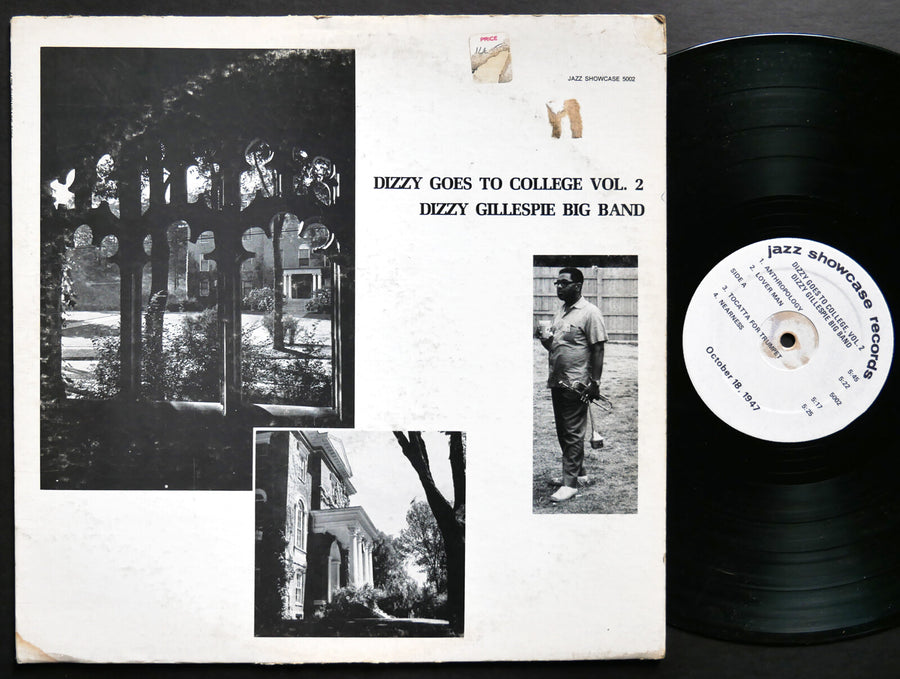 PRICE
JAZZ SHOWCASE 5002
DIZZY GOES TO COLLEGE VOL. 2
DIZZY GILLESPIE BIG BAND
jazz showcase records
DIZZY GOES TO COLLEGE, VOL. 2
DIZZY GILLESPIE BIG BAND
SIDE A
5002
1. ANTHROPOLOGY 5:45
2. LOVER MAN 5:22
3. TOCATTA FOR TRUMPET 5:17
4. NEARNESS 5:25
October 18, 1947